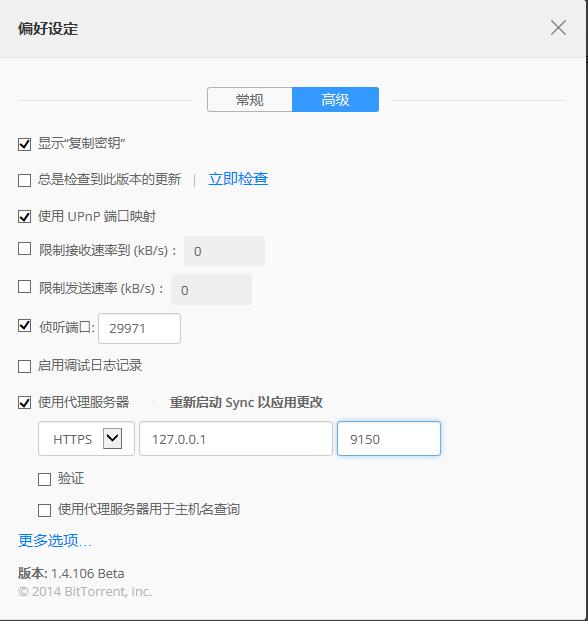 偏好设定
常规 高级
显示“复制密钥”
总是检查到此版本的更新 | 立即检查
使用 UPnP 端口映射
限制接收速率到 (kB/s)： 0
限制发送速率 (kB/s)： 0
侦听端口: 29971
启用调试日志记录
使用代理服务器 重新启动 Sync 以应用更改
HTTPS 127.0.0.1 9150
验证
使用代理服务器用于主机名查询
更多选项...
版本: 1.4.106 Beta
© 2014 BitTorrent, Inc.